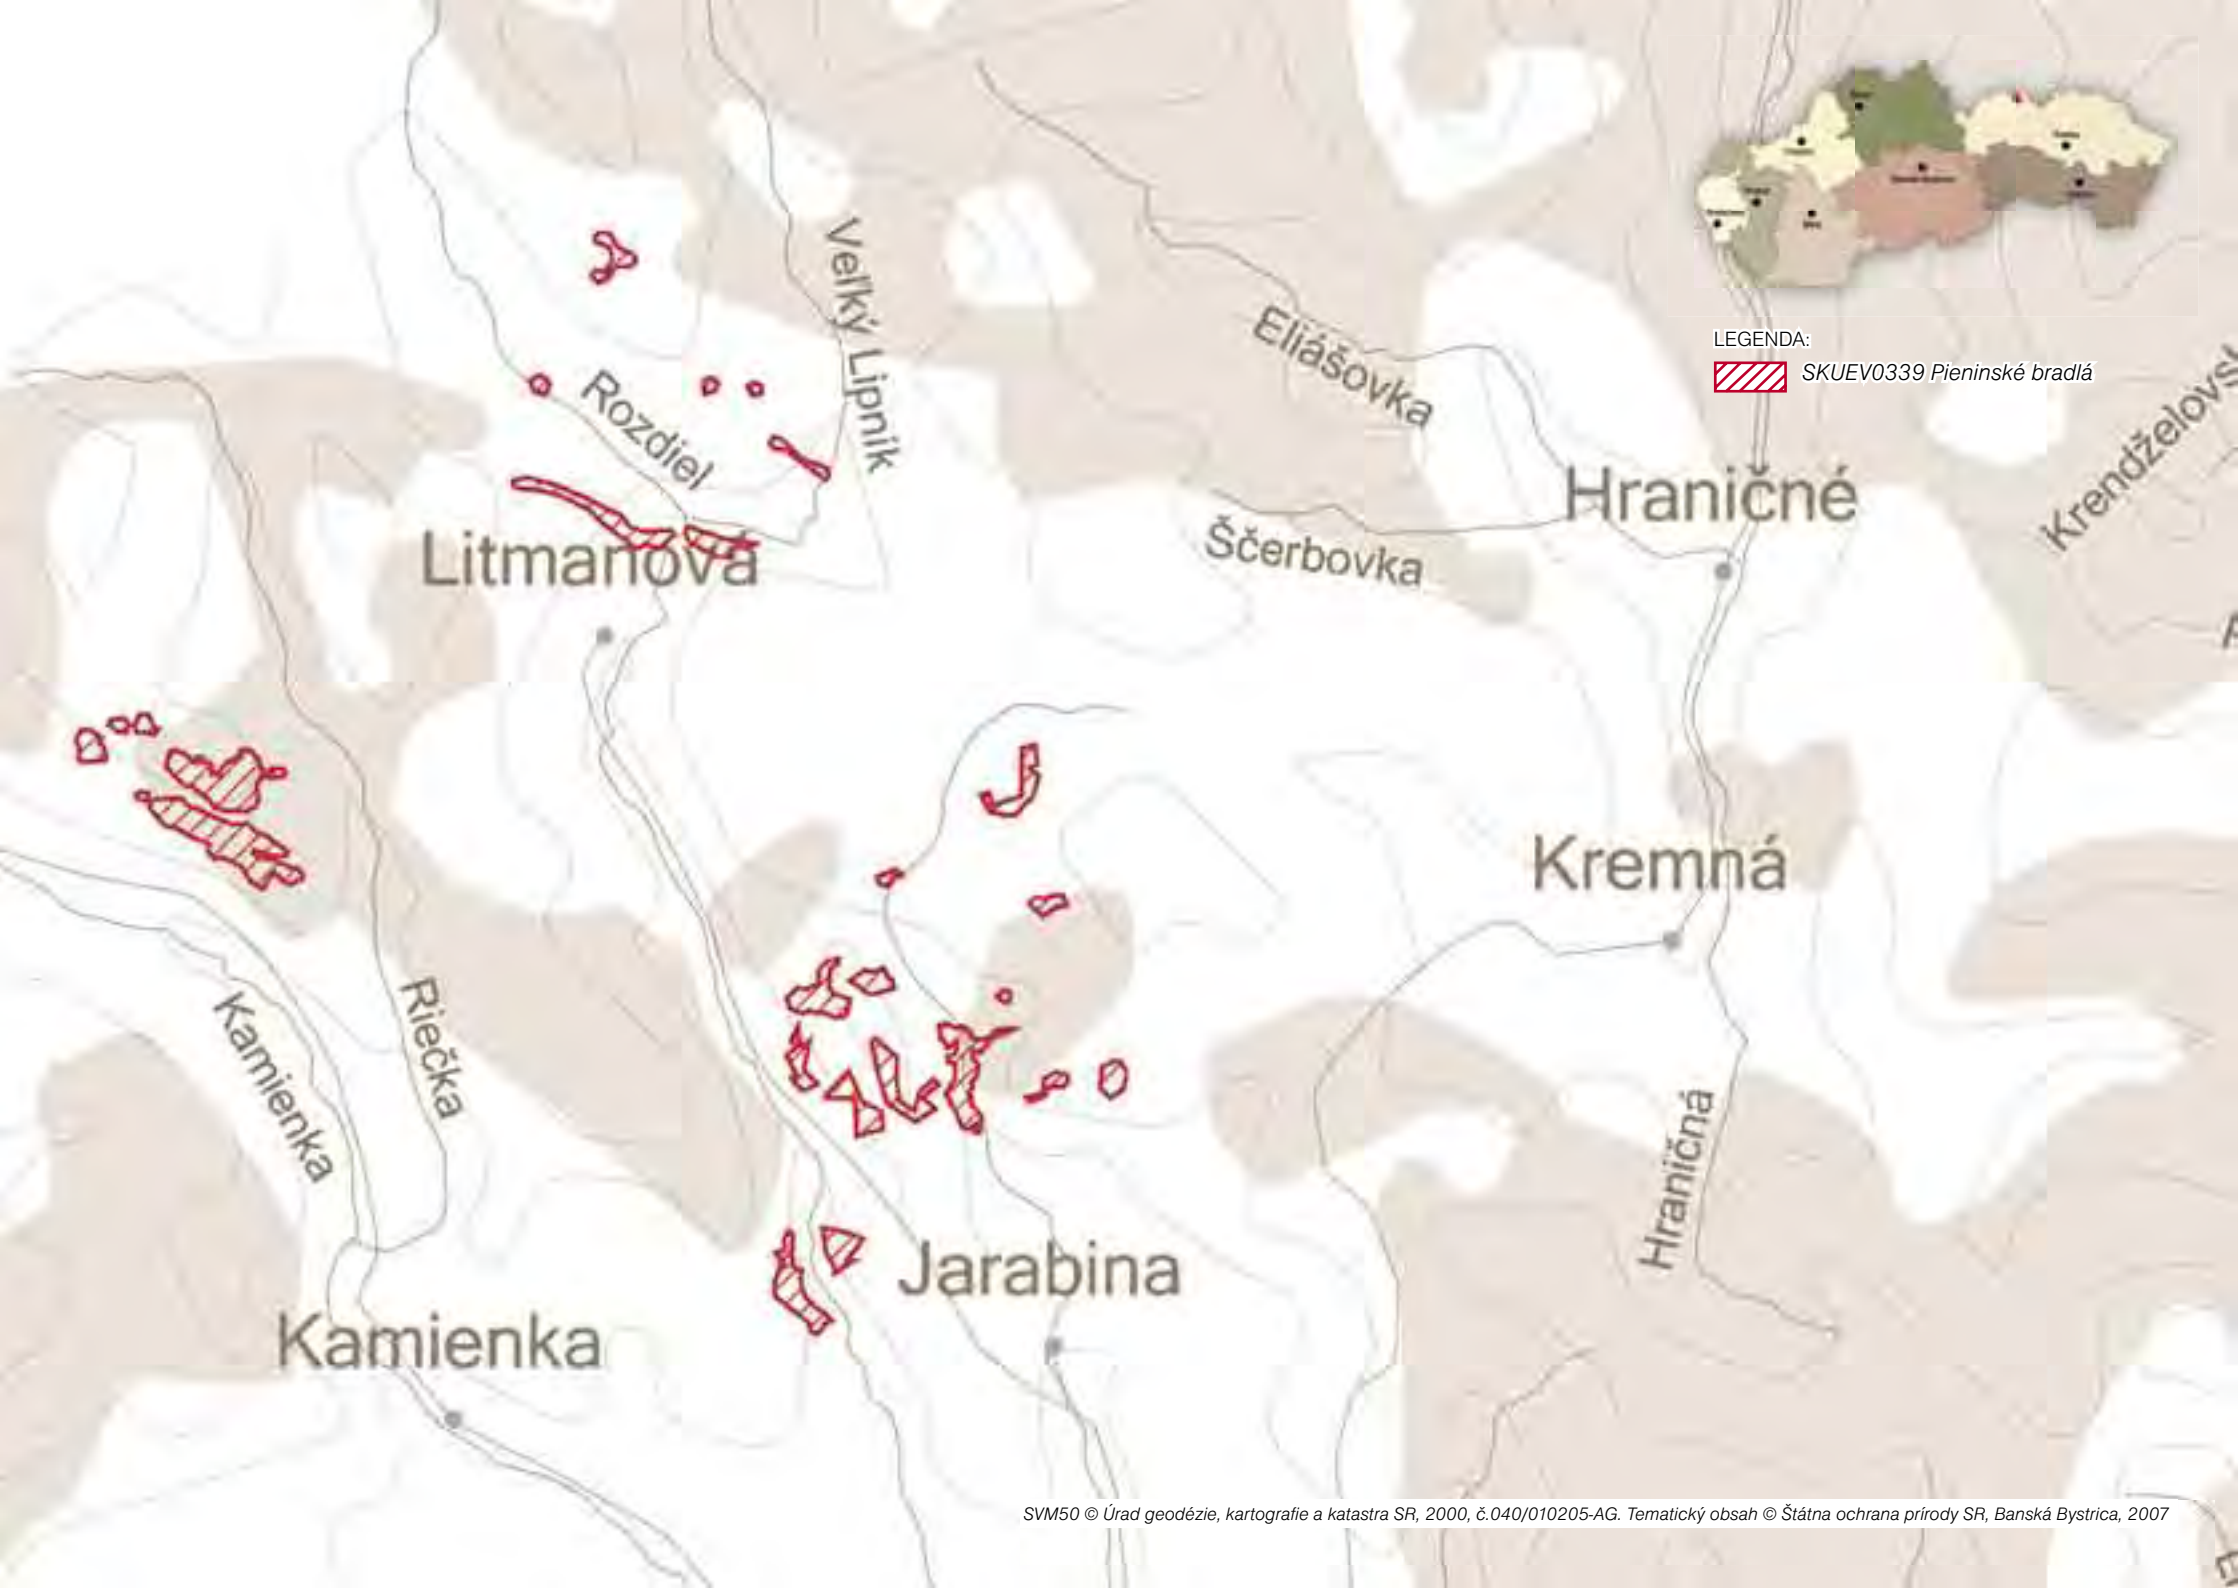 Veľký Lipník
LEGENDA:
SKUEV0339 Pieninské bradlá
Eliášovka
Rozdiel
Hraničné
Litmanová
Ščerbovka
Kremná
Riečka
Kamienka
Hraničná
Jarabina
Kamienka
SVM50 © Úrad geodézie, kartografie a katastra SR, 2000, č.040/010205-AG. Tematický obsah © Štátna ochrana prírody SR, Banská Bystrica, 2007